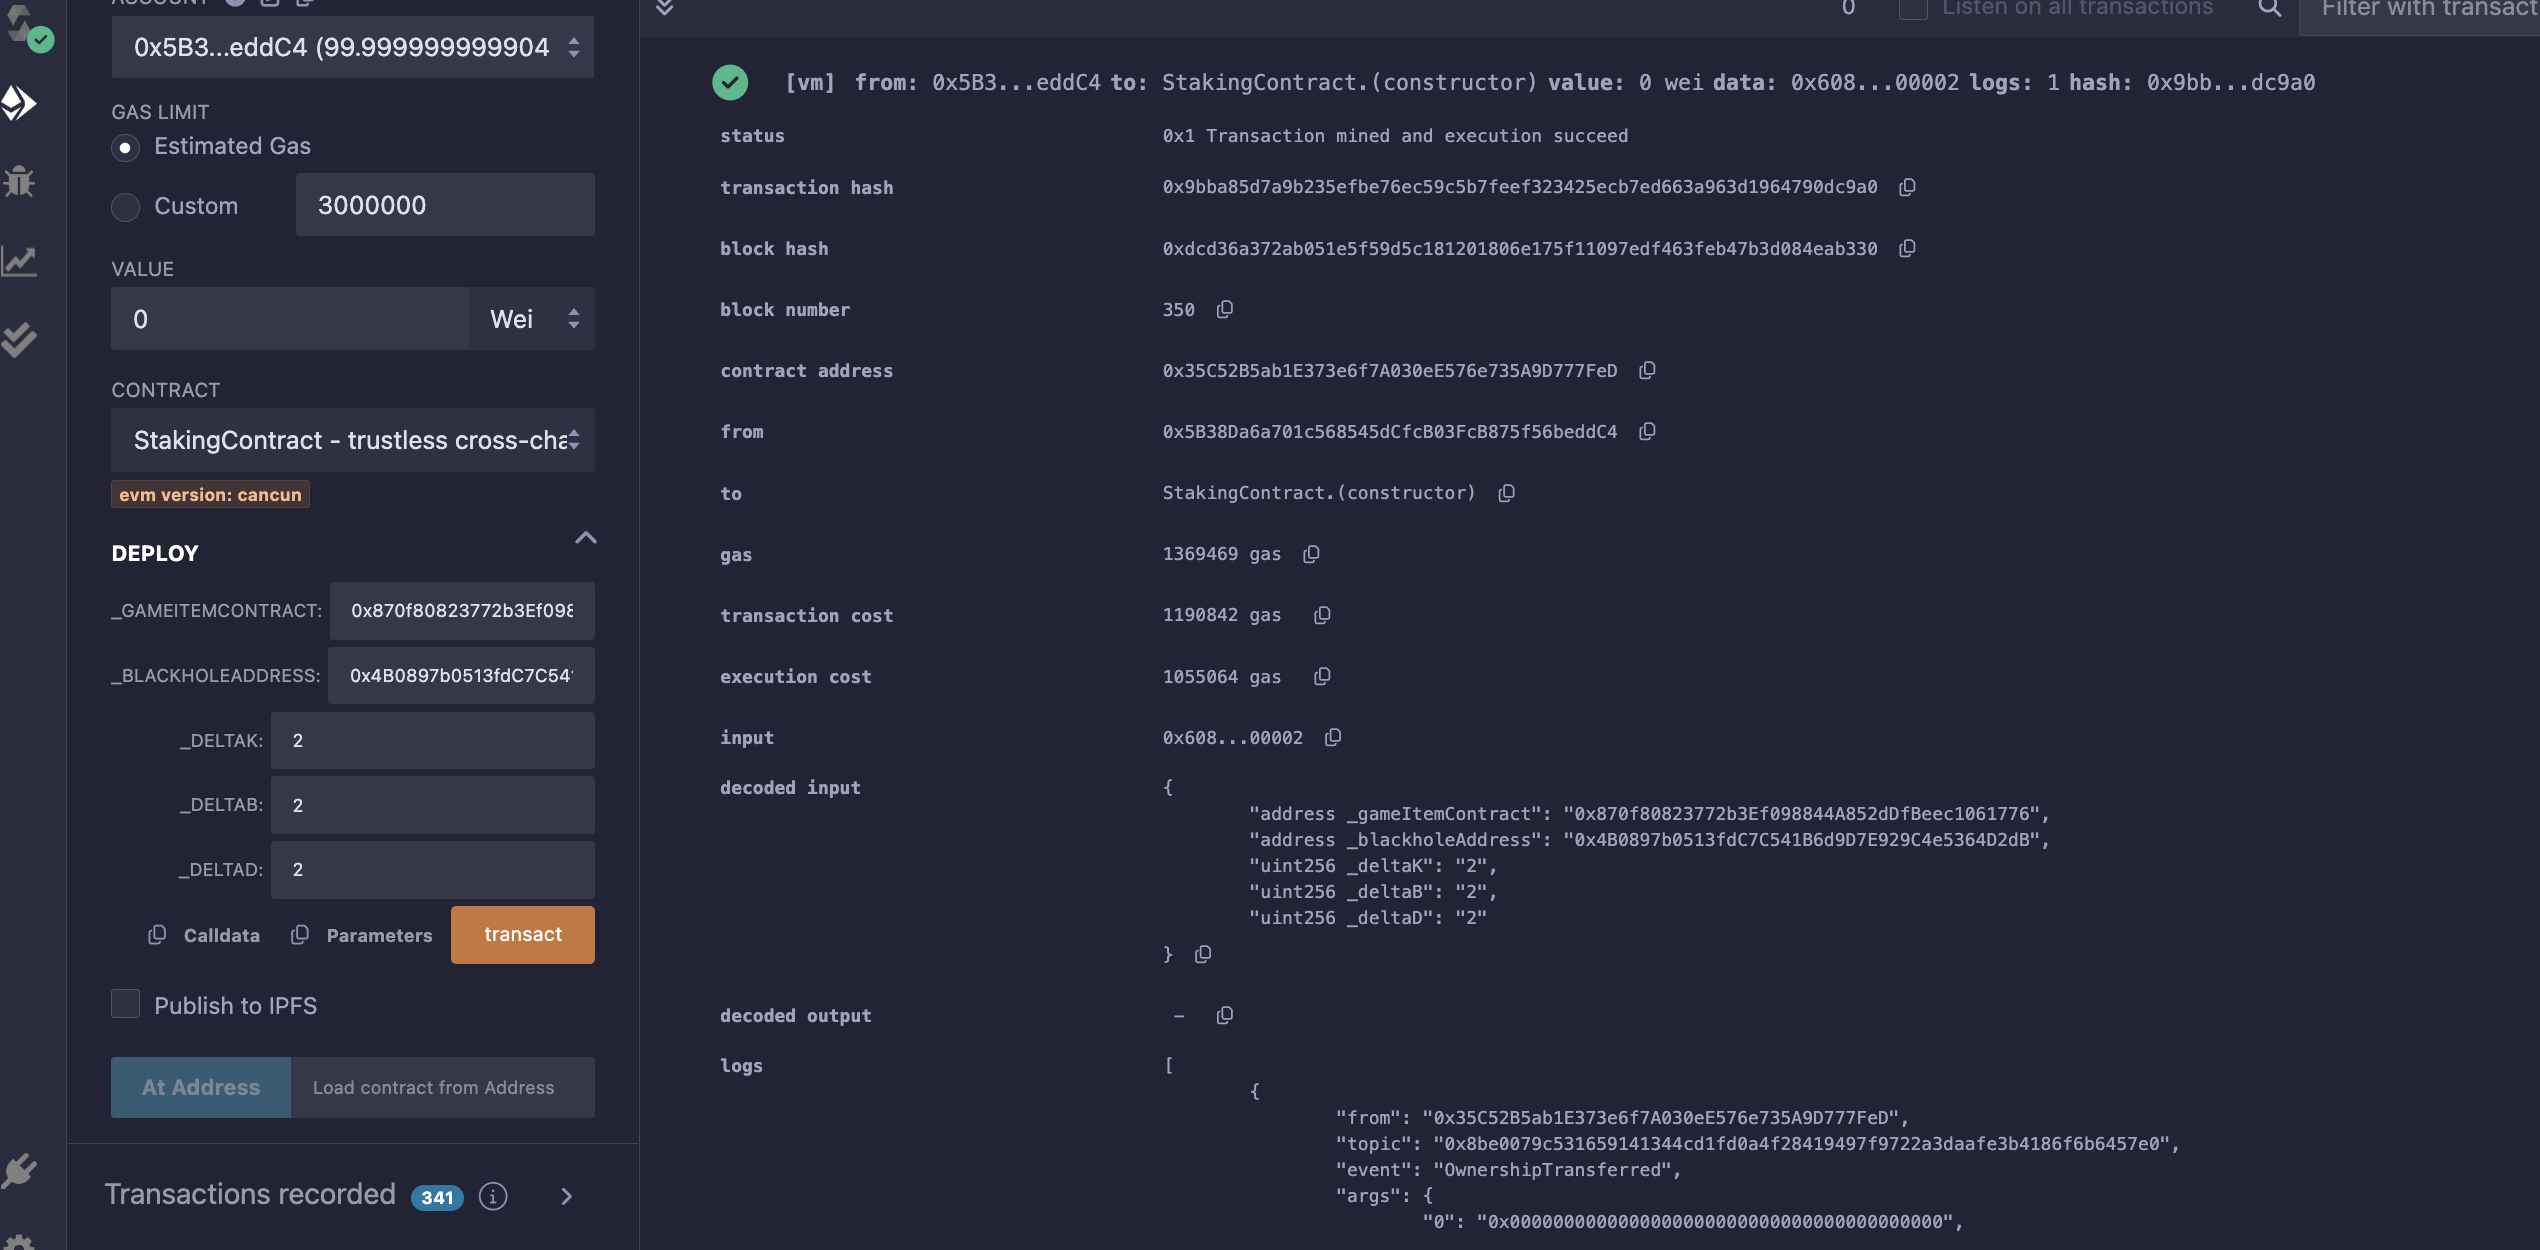 ACCOUNT
0x5B3...eddC4 (99.999999999904
GAS LIMIT
Estimated Gas
Custom 3000000
VALUE
0 Wei
CONTRACT
StakingContract - trustless cross-cha
evm version: cancun
DEPLOY
_GAMEITEMCONTRACT: 0x870f80823772b3Ef098
_BLACKHOLEADDRESS: 0x4B0897b0513fdC7C541
_DELTAK: 2
_DELTAB: 2
_DELTAD: 2
Calldata Parameters transact
Publish to IPFS
At Address Load contract from Address
Transactions recorded 341 i
0 Listen on all transactions Filter with transact
[vm] from: 0x5B3...eddC4 to: StakingContract.(constructor) value: 0 wei data: 0x608...00002 logs: 1 hash: 0x9bb...dc9a0
status 0x1 Transaction mined and execution succeed
transaction hash 0x9bba85d7a9b235efbe76ec59c5b7feef323425ecb7ed663a963d1964790dc9a0
block hash 0xdcd36a372ab051e5f59d5c181201806e175f11097edf463feb47b3d084eab330
block number 350
contract address 0x35C52B5ab1E373e6f7A030eE576e735A9D777FeD
from 0x5B38Da6a701c568545dCfcB03FcB875f56beddC4
to StakingContract.(constructor)
gas 1369469 gas
transaction cost 1190842 gas
execution cost 1055064 gas
input 0x608...00002
decoded input {
"address _gameItemContract": "0x870f80823772b3Ef098844A852dDfBeec1061776",
"address _blackholeAddress": "0x4B0897b0513fdC7C541B6d9D7E929C4e5364D2dB",
"uint256 _deltaK": "2",
"uint256 _deltaB": "2",
"uint256 _deltaD": "2"
}
decoded output -
logs [
{
"from": "0x35C52B5ab1E373e6f7A030eE576e735A9D777FeD",
"topic": "0x8be0079c531659141344cd1fd0a4f28419497f9722a3daafe3b4186f6b6457e0",
"event": "OwnershipTransferred",
"args": {
"0": "0x0000000000000000000000000000000000000000",